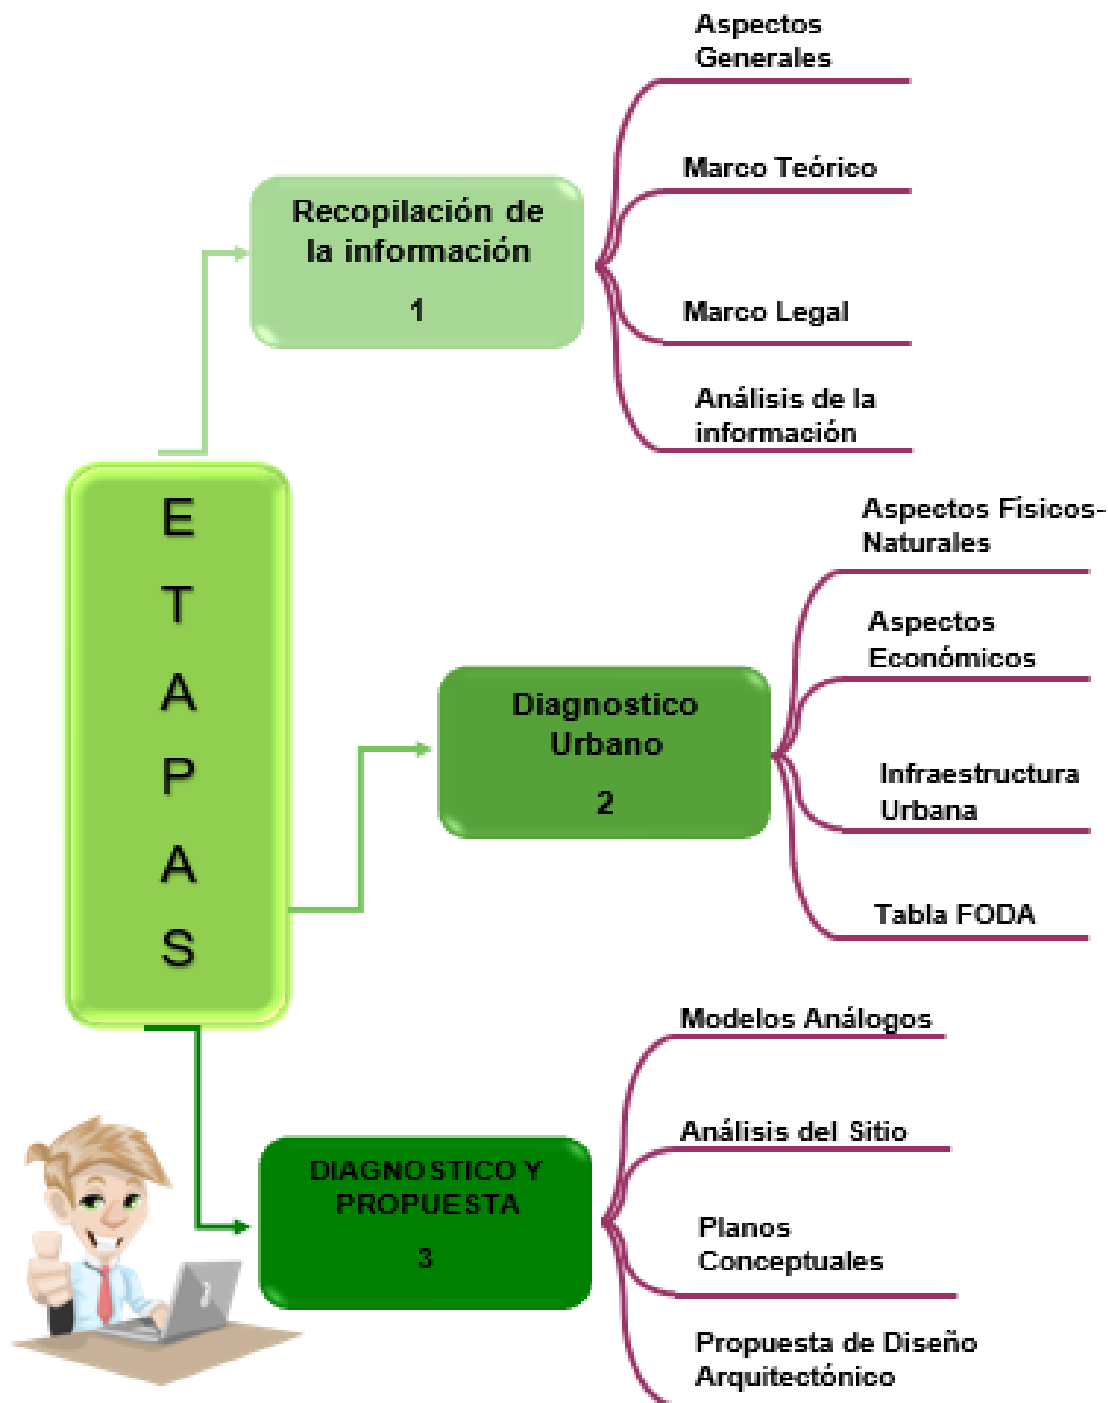 Aspectos
Generales
Marco Teórico
Recopilación de
la información
1
Marco Legal
Análisis de la
información
E
T
A
P
A
S
Aspectos Físicos-
Naturales
Aspectos
Económicos
Diagnostico
Urbano
2
Infraestructura
Urbana
Tabla FODA
Modelos Análogos
Análisis del Sitio
DIAGNOSTICO Y
PROPUESTA
3
Planos
Conceptuales
Propuesta de Diseño
Arquitectónico